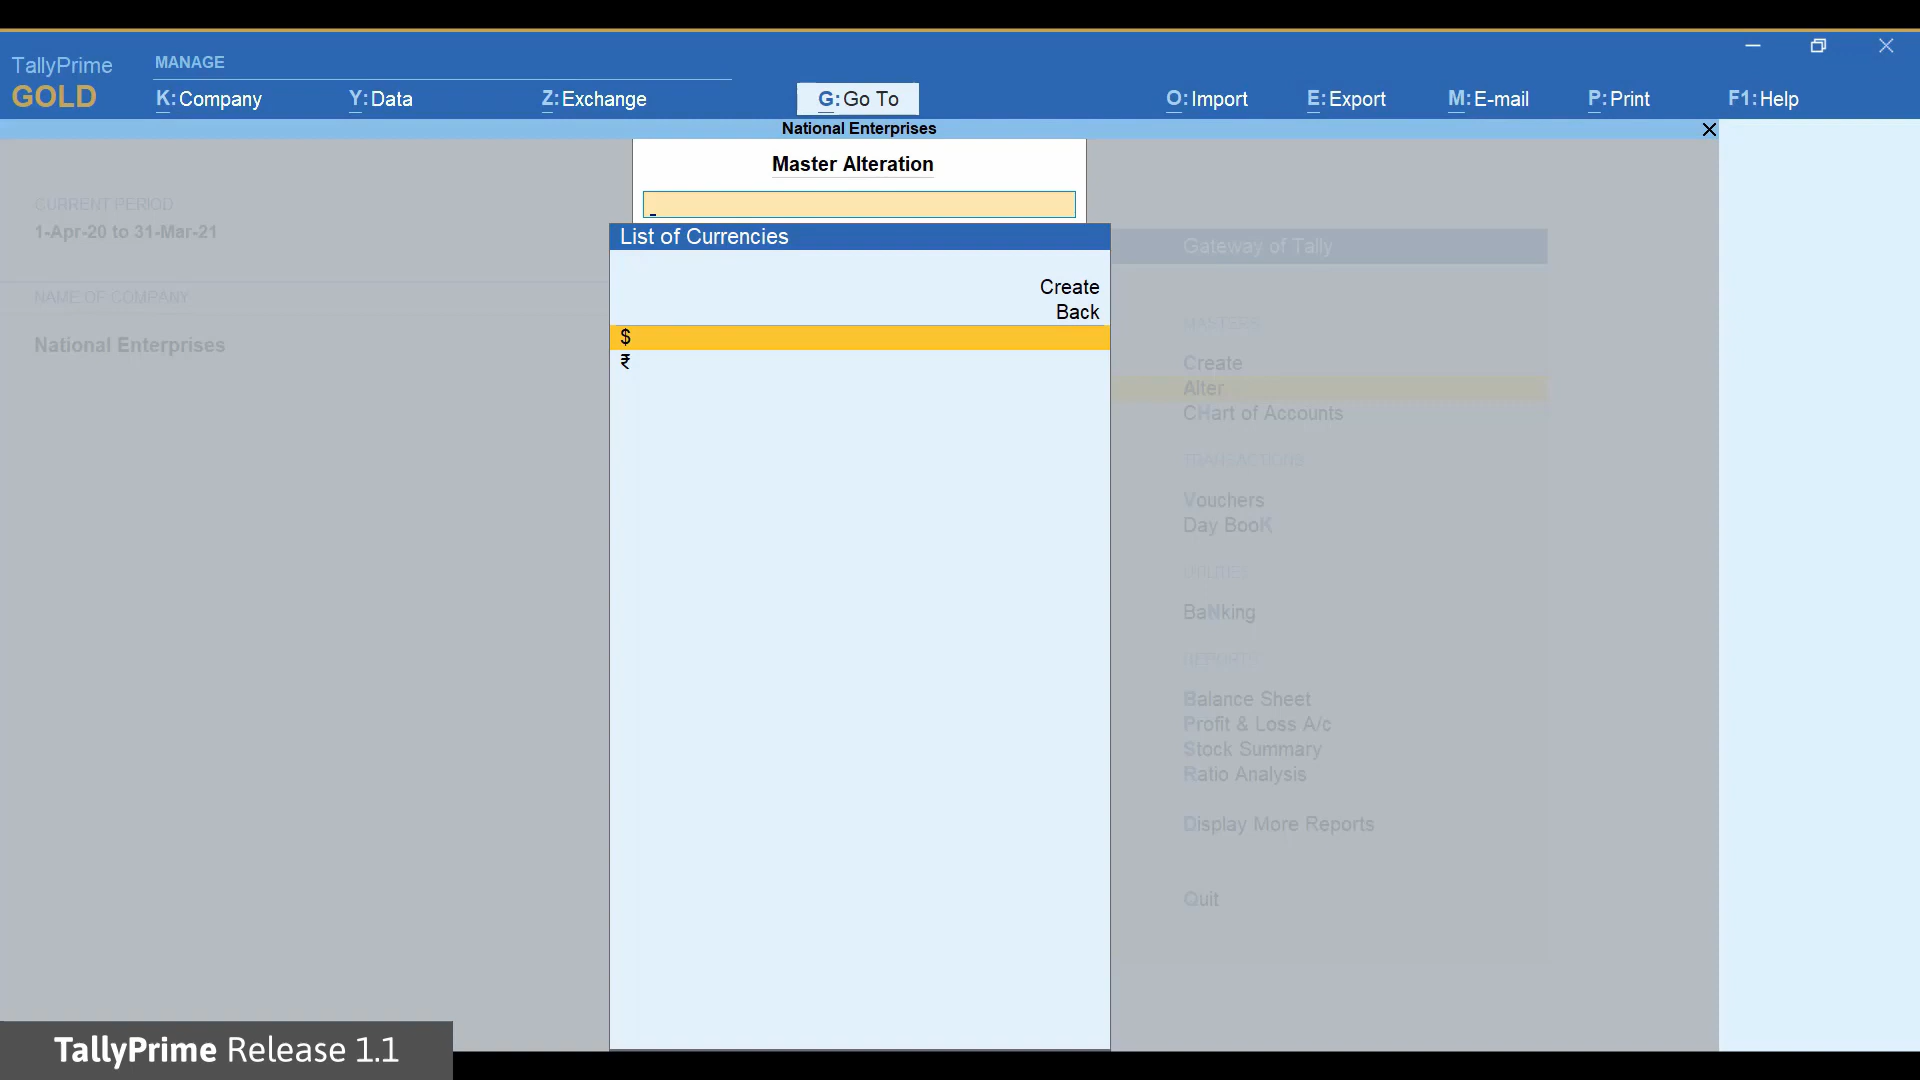 TallyPrime
GOLD
MANAGE
K:Company
Y:Data
Z:Exchange
G:Go To
O:Import
E:Export
M:E-mail
P:Print
F1:Help
National Enterprises
CURRENT PERIOD
1-Apr-20 to 31-Mar-21
NAME OF COMPANY
National Enterprises
Master Alteration
List of Currencies
Create
Back
$
₹
Gateway of Tally
MASTERS
Create
Alter
CHart of Accounts
TRANSACTIONS
Vouchers
Day BooK
UTILITIES
BaNking
REPORTS
Balance Sheet
Profit & Loss A/c
Stock Summary
Ratio Analysis
Display More Reports
Quit
TallyPrime Release 1.1